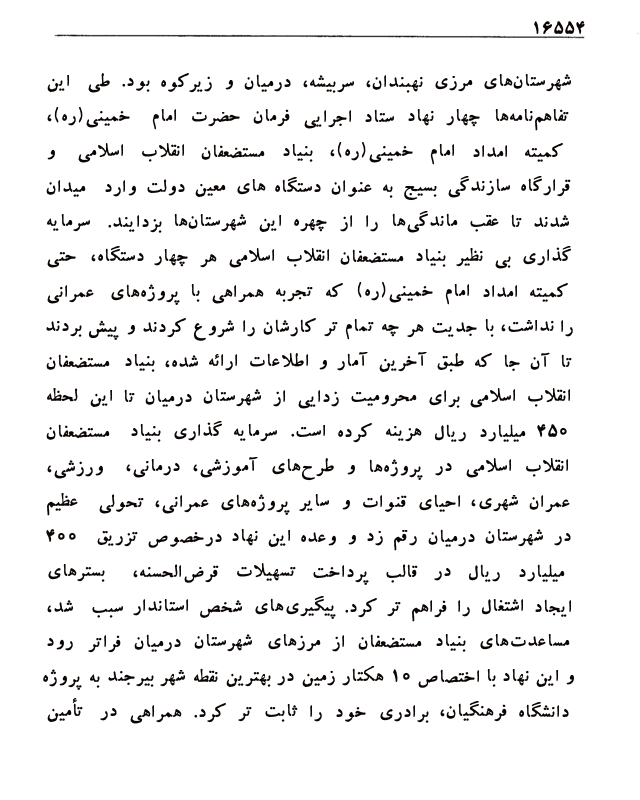 ۱۶۵۵۴
شهرستان‌های مرزی نهبندان، سربیشه، درمیان و زیرکوه بود. طی این
تفاهم‌نامه‌ها چهار نهاد ستاد اجرایی فرمان حضرت امام خمینی(ره)،
کمیته امداد امام خمینی(ره)، بنیاد مستضعفان انقلاب اسلامی و
قرارگاه سازندگی بسیج به عنوان دستگاه های معین دولت وارد میدان
شدند تا عقب ماندگی‌ها را از چهره این شهرستان‌ها بزدایند. سرمایه
گذاری بی نظیر بنیاد مستضعفان انقلاب اسلامی هر چهار دستگاه، حتی
کمیته امداد امام خمینی(ره) که تجربه همراهی با پروژه‌های عمرانی
را نداشت، با جدیت هر چه تمام تر کارشان را شروع کردند و پیش بردند
تا آن جا که طبق آخرین آمار و اطلاعات ارائه شده، بنیاد مستضعفان
انقلاب اسلامی برای محرومیت زدایی از شهرستان درمیان تا این لحظه
۴۵۰ میلیارد ریال هزینه کرده است. سرمایه گذاری بنیاد مستضعفان
انقلاب اسلامی در پروژه‌ها و طرح‌های آموزشی، درمانی، ورزشی،
عمران شهری، احیای قنوات و سایر پروژه‌های عمرانی، تحولی عظیم
در شهرستان درمیان رقم زد و وعده این نهاد درخصوص تزریق ۴۰۰
میلیارد ریال در قالب پرداخت تسهیلات قرض‌الحسنه، بسترهای
ایجاد اشتغال را فراهم تر کرد. پیگیری‌های شخص استاندار سبب شد،
مساعدت‌های بنیاد مستضعفان از مرزهای شهرستان درمیان فراتر رود
و این نهاد با اختصاص ۱۰ هکتار زمین در بهترین نقطه شهر بیرجند به پروژه
دانشگاه فرهنگیان، برادری خود را ثابت تر کرد. همراهی در تأمین